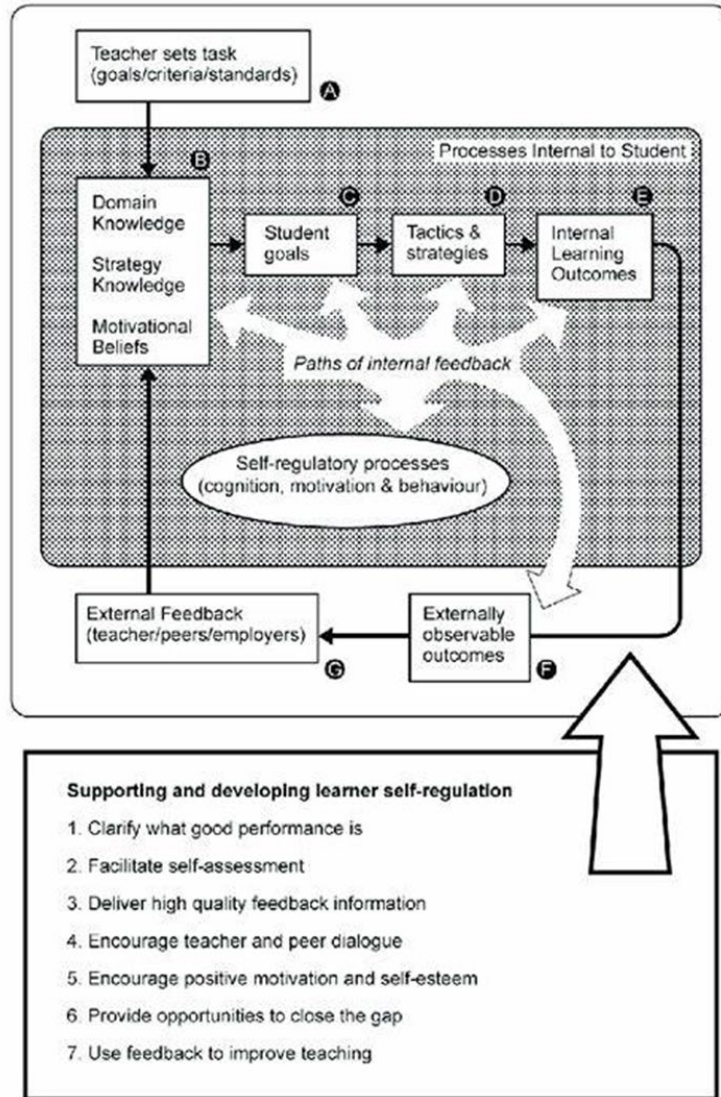 Teacher sets task
(goals/criteria/standards)
A
Processes Internal to Student
B
Domain
Knowledge
Strategy
Knowledge
Motivational
Beliefs
C
Student
goals
D
Tactics &
strategies
E
Internal
Learning
Outcomes
Paths of internal feedback
Self-regulatory processes
(cognition, motivation & behaviour)
External Feedback
(teacher/peers/employers)
G
Externally
observable
outcomes
F
Supporting and developing learner self-regulation
1. Clarify what good performance is
2. Facilitate self-assessment
3. Deliver high quality feedback information
4. Encourage teacher and peer dialogue
5. Encourage positive motivation and self-esteem
6. Provide opportunities to close the gap
7. Use feedback to improve teaching